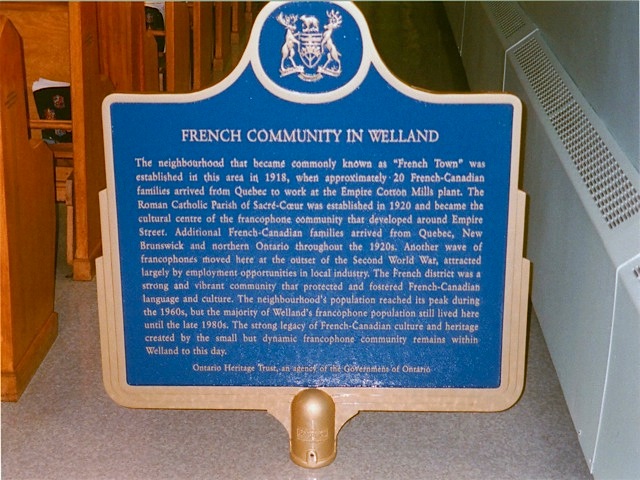 FRENCH COMMUNITY IN WELLAND
The neighbourhood that became commonly known as "French Town" was
established in this area in 1918, when approximately 20 French-Canadian
families arrived from Quebec to work at the Empire Cotton Mills plant. The
Roman Catholic Parish of Sacré-Cœur was established in 1920 and became the
cultural centre of the francophone community that developed around Empire
Street. Additional French-Canadian families arrived from Quebec, New
Brunswick and northern Ontario throughout the 1920s. Another wave of
francophones moved here at the outset of the Second World War, attracted
largely by employment opportunities in local industry. The French district was a
strong and vibrant community that protected and fostered French-Canadian
language and culture. The neighbourhood's population reached its peak during
the 1960s, but the majority of Welland's francophone population still lived here
until the late 1980s. The strong legacy of French-Canadian culture and heritage
created by the small but dynamic francophone community remains within
Welland to this day.
Ontario Heritage Trust, an agency of the Government of Ontario